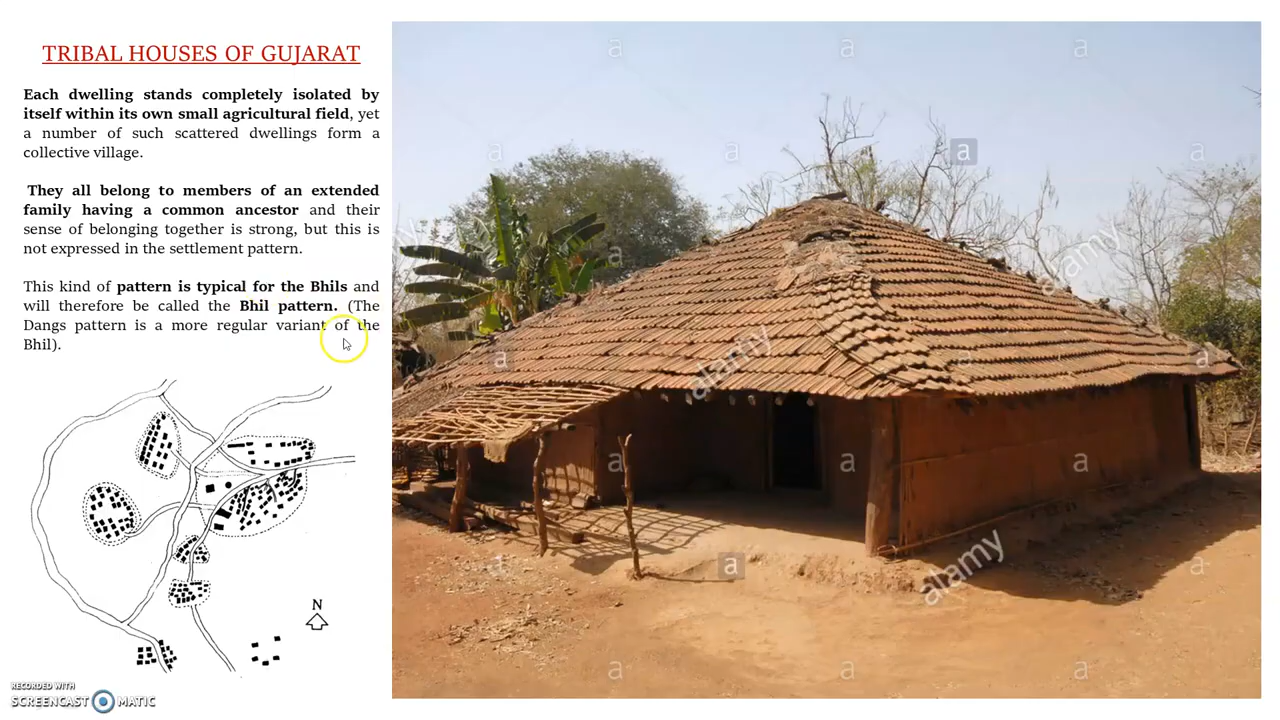 TRIBAL HOUSES OF GUJARAT
Each dwelling stands completely isolated by
itself within its own small agricultural field, yet
a number of such scattered dwellings form a
collective village.
They all belong to members of an extended
family having a common ancestor and their
sense of belonging together is strong, but this is
not expressed in the settlement pattern.
This kind of pattern is typical for the Bhils and
will therefore be called the Bhil pattern. (The
Dangs pattern is a more regular variant of the
Bhil).
N
RECORDED WITH
SCREENCAST MATIC
a a a
a a a a
a alamy
a alamy a
a a
a alamy a
a a a